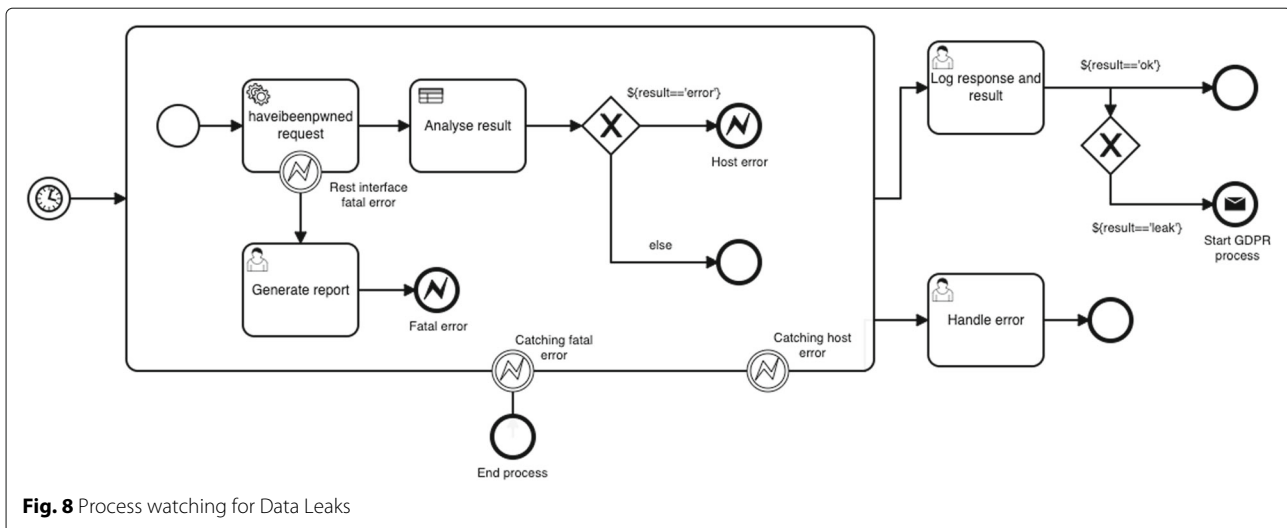 haveibeenpwned
request
Analyse result
${result=='error'}
Host error
Rest interface
fatal error
else
Generate report
Fatal error
Catching fatal
error
Catching host
error
End process
Log response and
result
${result=='ok'}
${result=='leak'}
Start GDPR
process
Handle error
Fig. 8 Process watching for Data Leaks